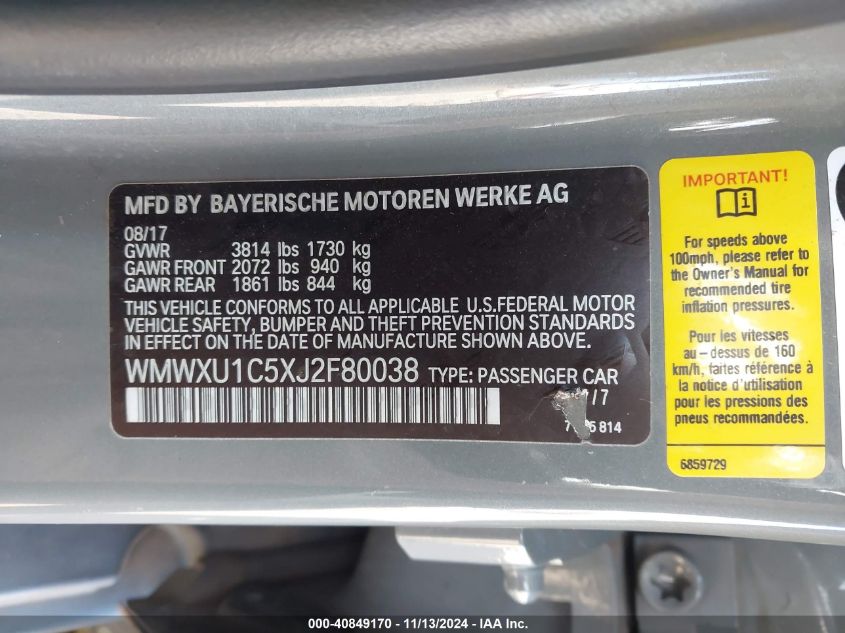 MFD BY BAYERISCHE MOTOREN WERKE AG
08/17
GVWR 3814 lbs 1730 kg
GAWR FRONT 2072 lbs 940 kg
GAWR REAR 1861 lbs 844 kg
THIS VEHICLE CONFORMS TO ALL APPLICABLE U.S.FEDERAL MOTOR
VEHICLE SAFETY, BUMPER AND THEFT PREVENTION STANDARDS
IN EFFECT ON THE DATE OF MANUFACTURE SHOWN ABOVE.
WMWXU1C5XJ2F80038 TYPE: PASSENGER CAR
814
IMPORTANT!
For speeds above
100mph, please refer to
the Owner's Manual for
recommended tire
inflation pressures.
Pour les vitesses
au - dessus de 160
km/h, faites référence à
la notice d'utilisation
pour les pressions des
pneus recommandées.
6859729
000-40849170 - 11/13/2024 - IAA Inc.